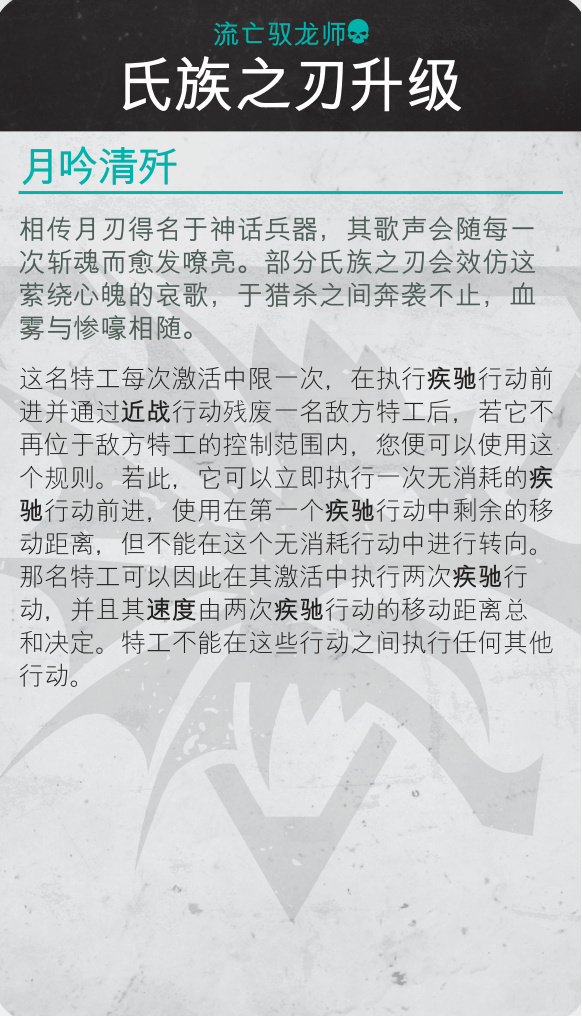 流亡驭龙师
氏族之刃升级
月吟清歼
相传月刃得名于神话兵器，其歌声会随每一
次斩魂而愈发嘹亮。部分氏族之刃会效仿这
萦绕心魄的哀歌，于猎杀之间奔袭不止，血
雾与惨嚎相随。
这名特工每次激活中限一次，在执行疾驰行动前
进并通过近战行动残废一名敌方特工后，若它不
再位于敌方特工的控制范围内，您便可以使用这
个规则。若此，它可以立即执行一次无消耗的疾
驰行动前进，使用在第一个疾驰行动中剩余的移
动距离，但不能在这个无消耗行动中进行转向。
那名特工可以因此在其激活中执行两次疾驰行
动，并且其速度由两次疾驰行动的移动距离总
和决定。特工不能在这些行动之间执行任何其他
行动。